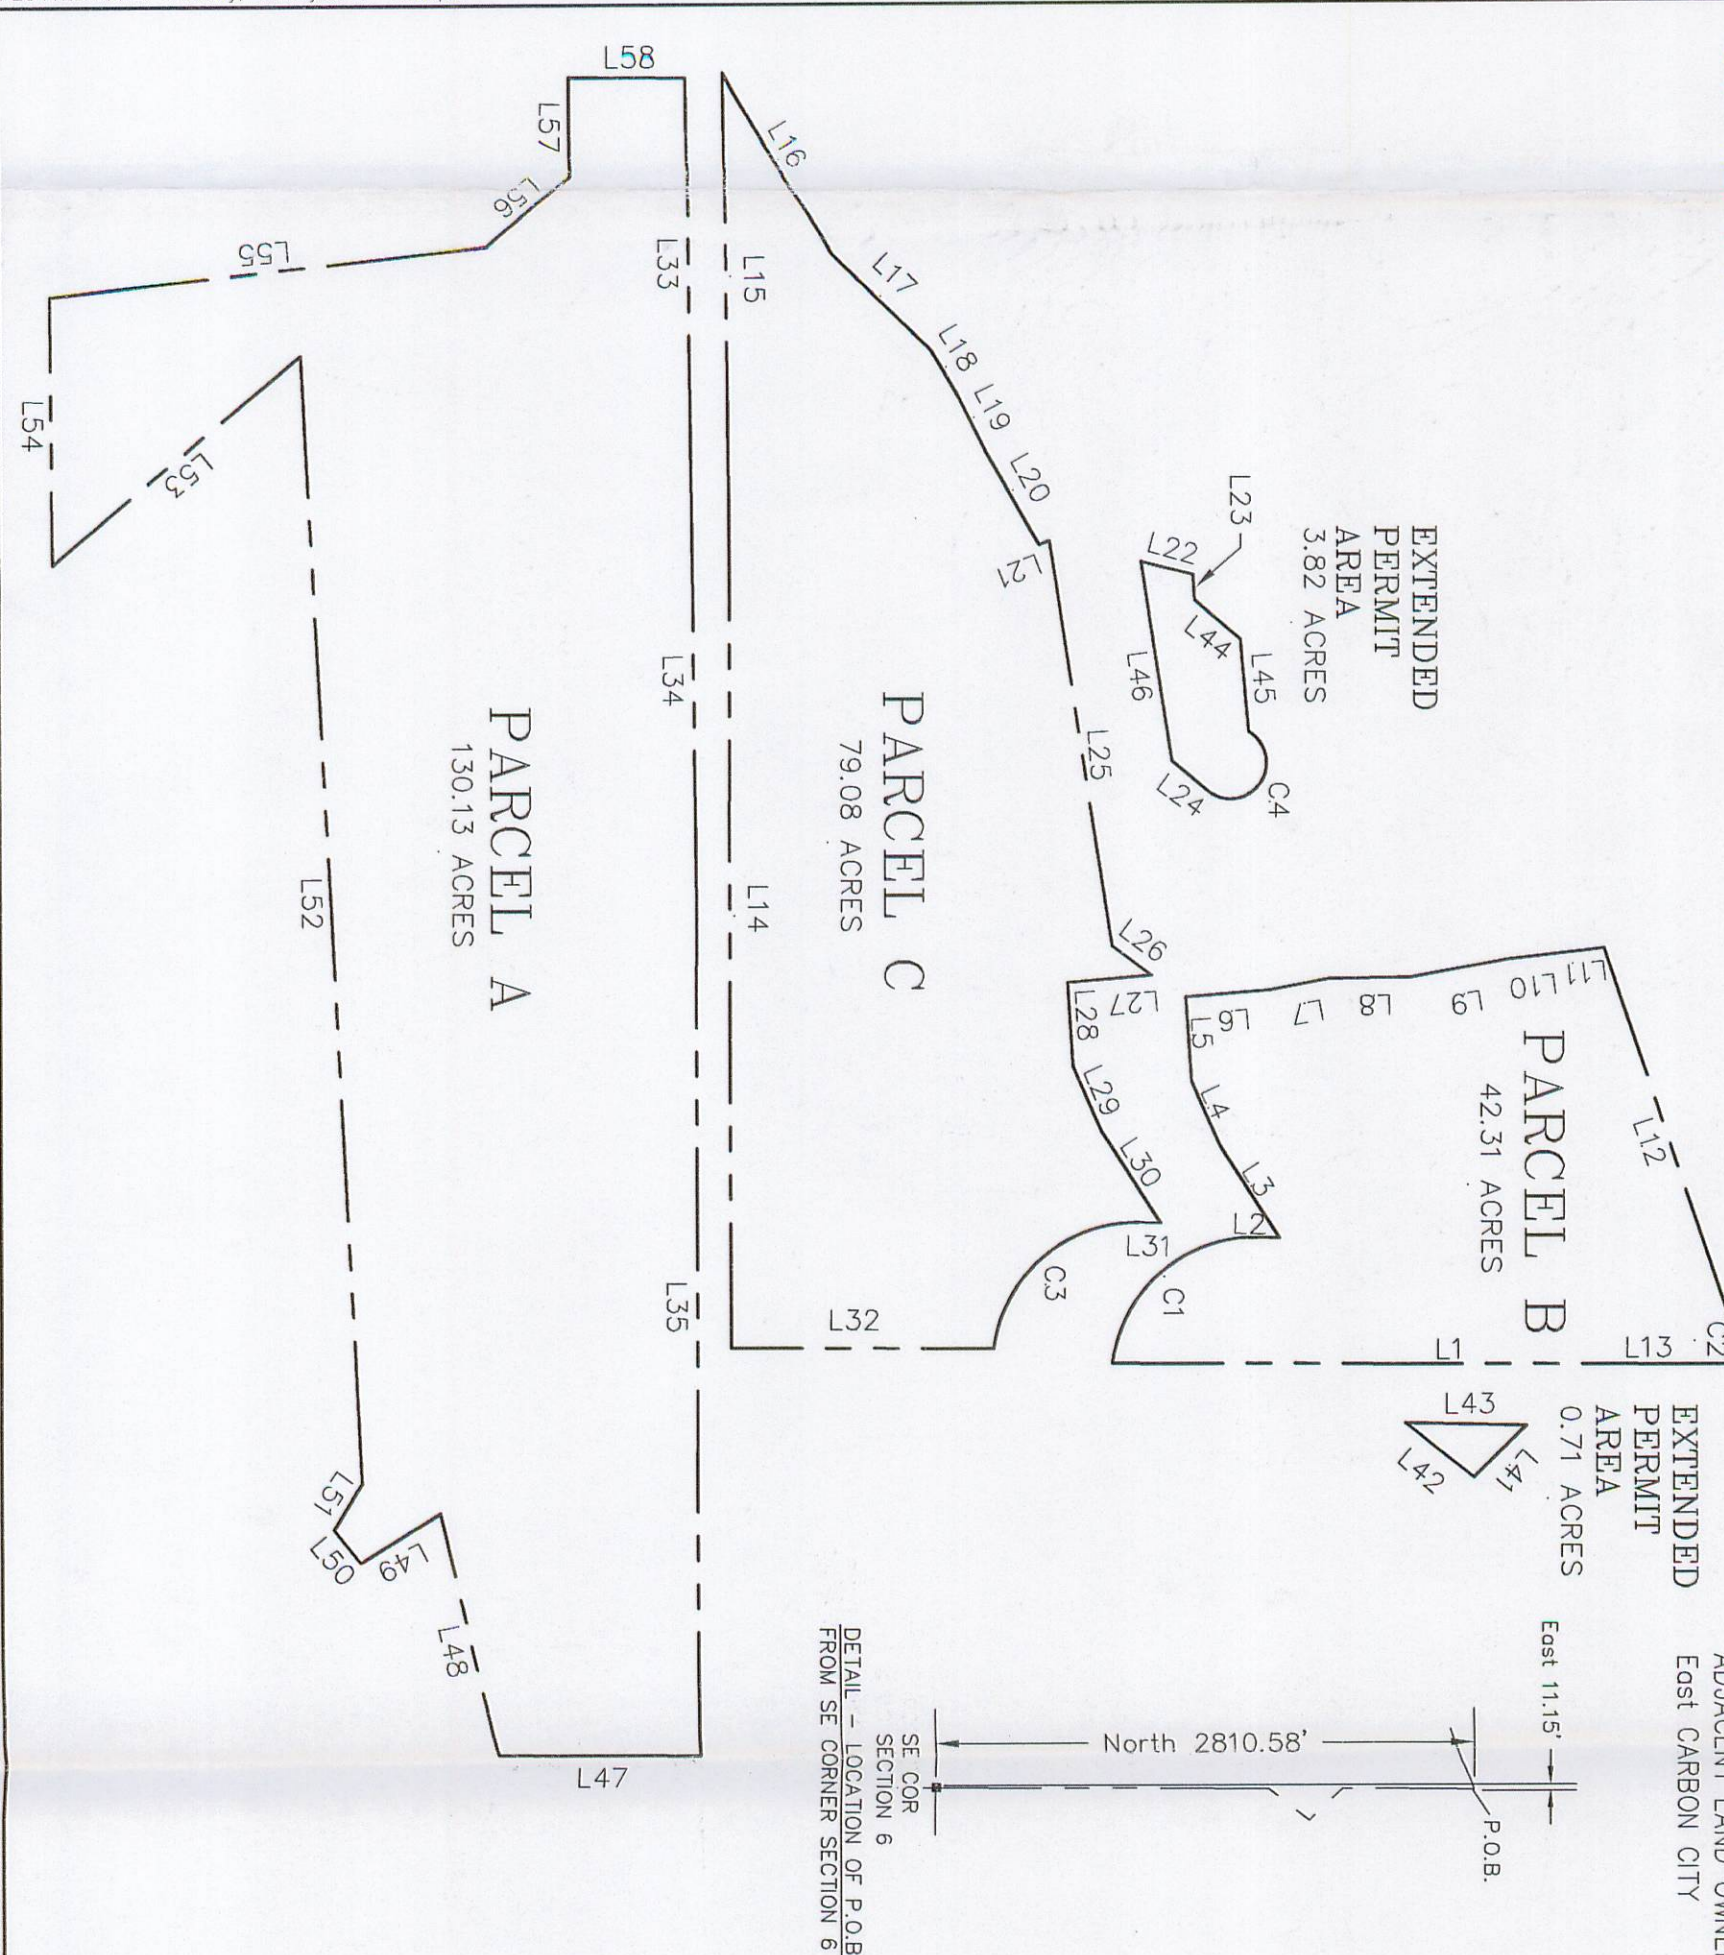 L58
L57
L56
L55
L54
L53
L33
L15
L16
L17
L18
L19
L20
L21
L23
L22
L44
L45
L46
L24
C4
EXTENDED
PERMIT
AREA
3.82 ACRES
L34
L25
PARCEL C
79.08 ACRES
PARCEL A
130.13 ACRES
L52
L14
L26
L27
L28
L29
L30
L31
C3
L32
L35
L11
L10
L9
L8
L7
L6
L5
L4
L3
L2
C1
L12
PARCEL B
42.31 ACRES
C2
L1
L13
L43
L41
L42
EXTENDED
PERMIT
AREA
0.71 ACRES
L51
L50
L49
L48
L47
East CARBON CITY
East 11.15'
North 2810.58'
P.O.B.
SE COR
SECTION 6
DETAIL - LOCATION OF P.O.B
FROM SE CORNER SECTION 6